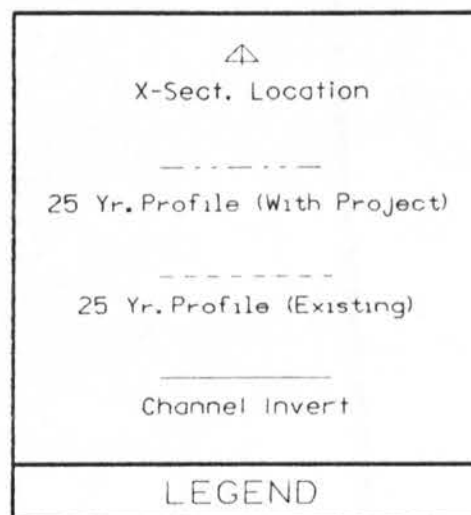 X-Sect. Location
25 Yr. Profile (With Project)
25 Yr. Profile (Existing)
Channel Invert
LEGEND